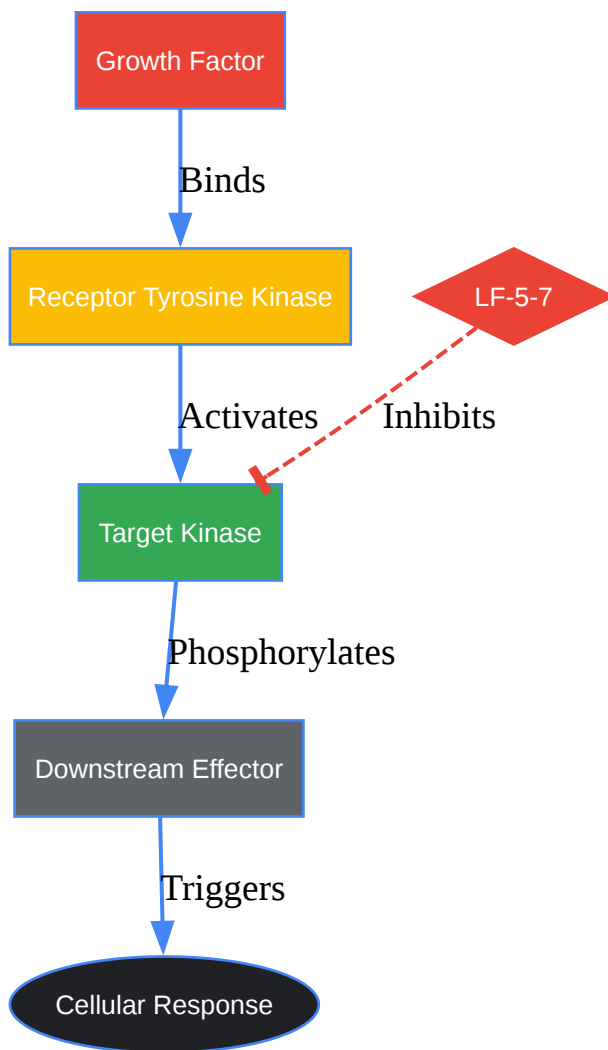 Growth Factor
Binds
Receptor Tyrosine Kinase
LF-5-7
Activates
Inhibits
Target Kinase
Phosphorylates
Downstream Effector
Triggers
Cellular Response